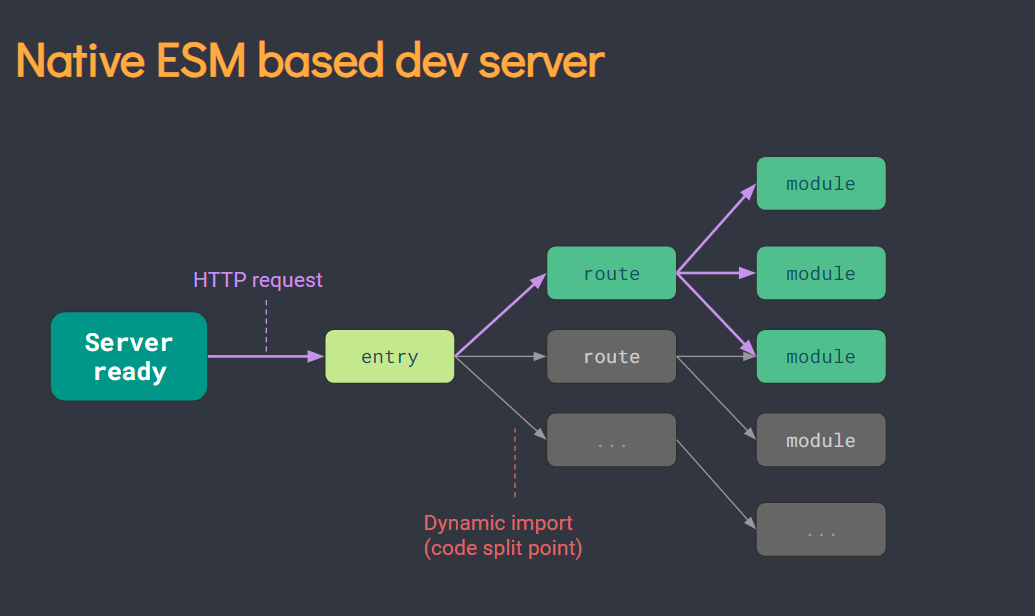 Native ESM based dev server
HTTP request
Server
ready
entry
route
route
...
module
module
module
module
...
Dynamic import
(code split point)